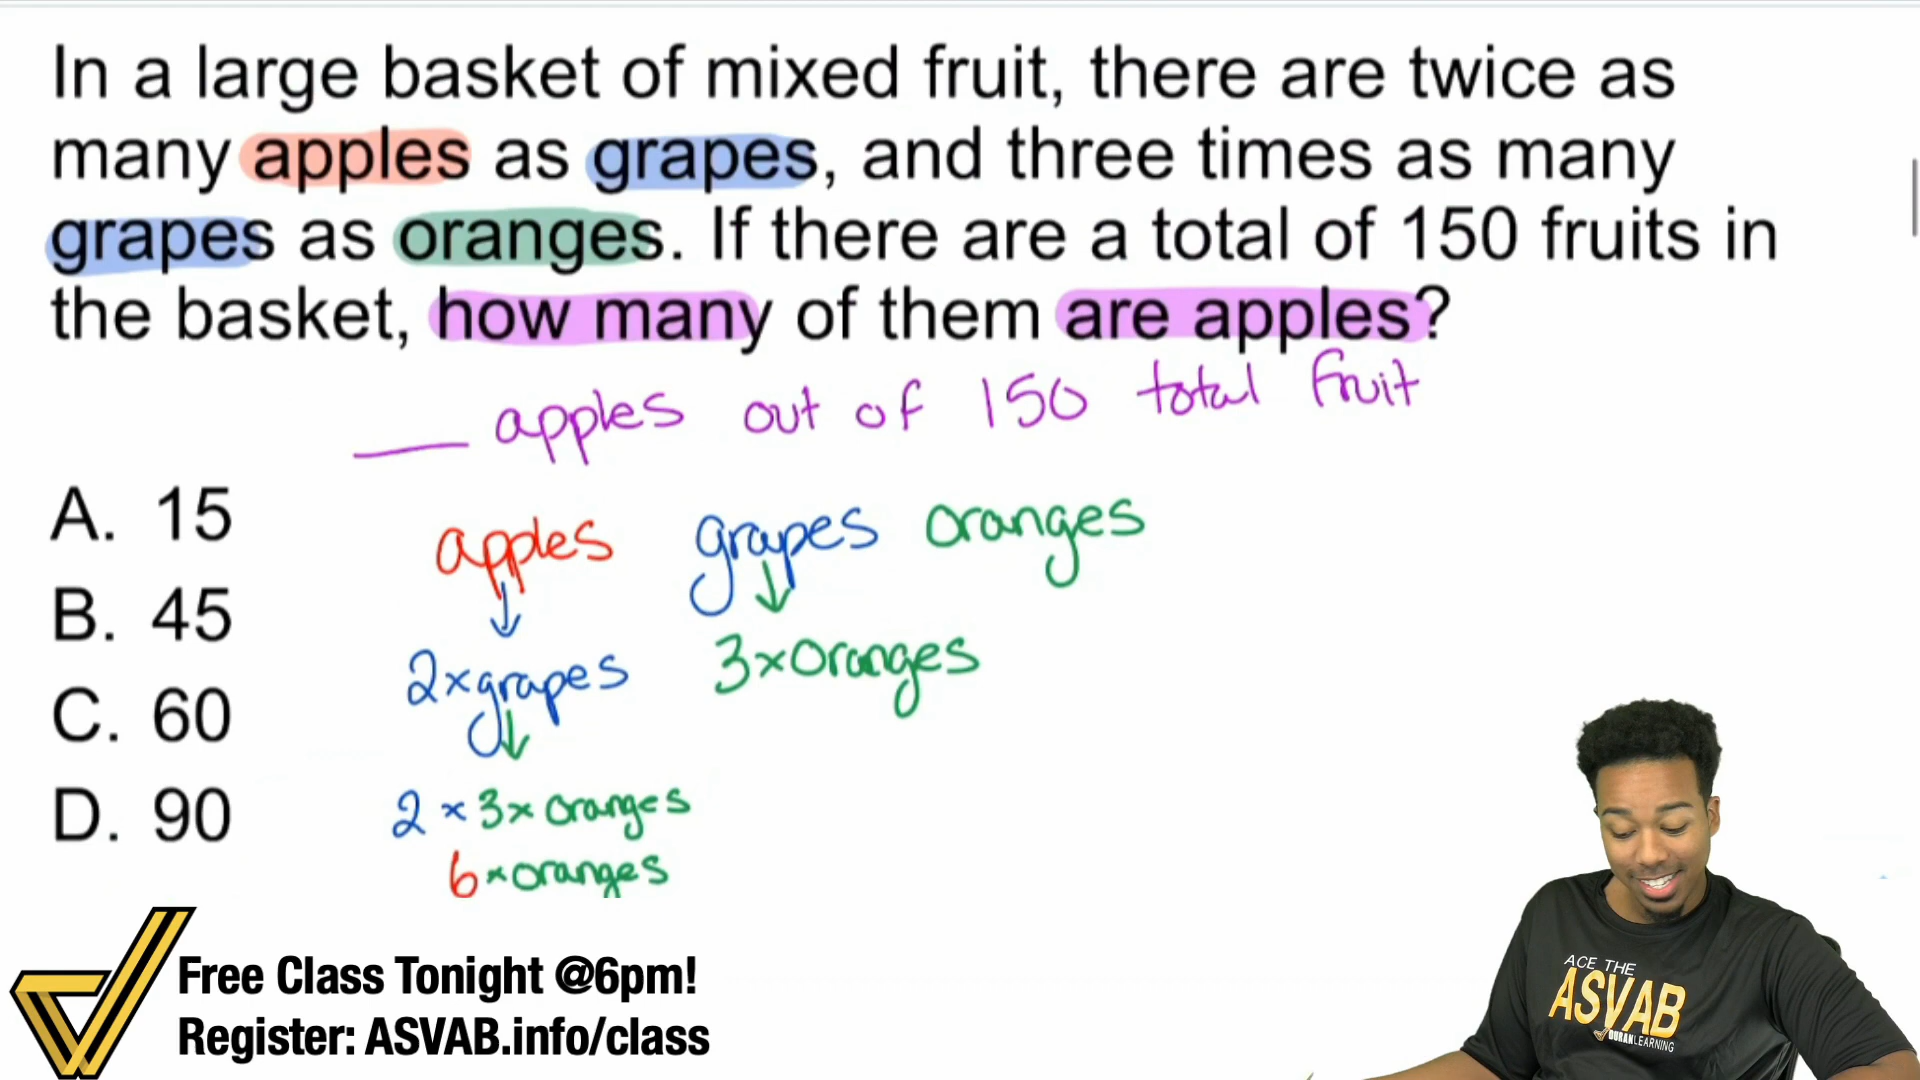 In a large basket of mixed fruit, there are twice as
many apples as grapes, and three times as many
grapes as oranges. If there are a total of 150 fruits in
the basket, how many of them are apples?
___ apples out of 150 total fruit
A. 15
B. 45
C. 60
D. 90
apples grapes oranges
↓ ↓
2×grapes 3×oranges
↓
2 × 3× oranges
6×oranges
Free Class Tonight @6pm!
Register: ASVAB.info/class
ACE THE
ASVAB
DURANLEARNING